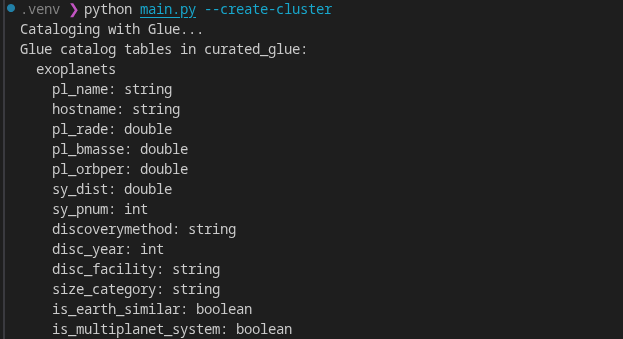 .venv ❯ python main.py --create-cluster
Cataloging with Glue...
Glue catalog tables in curated_glue:
exoplanets
pl_name: string
hostname: string
pl_rade: double
pl_bmasse: double
pl_orbper: double
sy_dist: double
sy_pnum: int
discoverymethod: string
disc_year: int
disc_facility: string
size_category: string
is_earth_similar: boolean
is_multiplanet_system: boolean